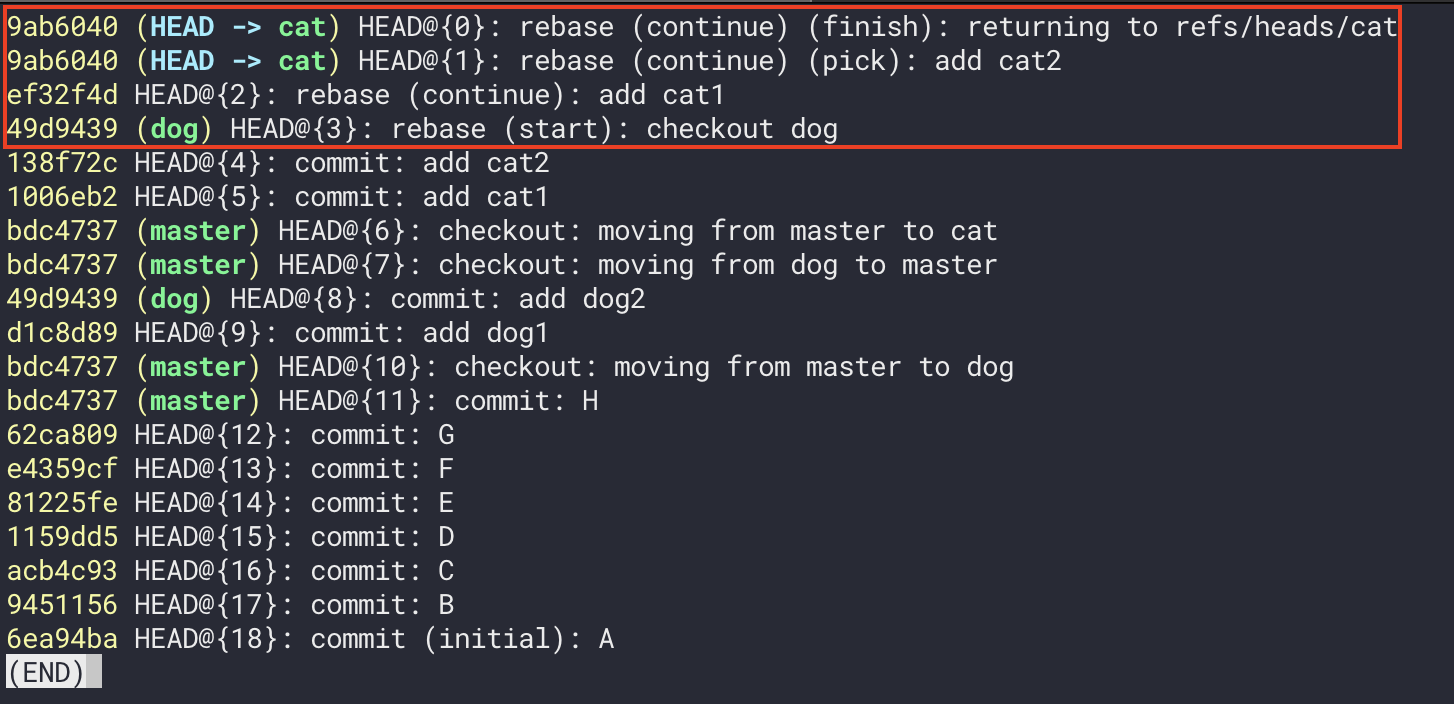 9ab6040 (HEAD -> cat) HEAD@{0}: rebase (continue) (finish): returning to refs/heads/cat
9ab6040 (HEAD -> cat) HEAD@{1}: rebase (continue) (pick): add cat2
ef32f4d HEAD@{2}: rebase (continue): add cat1
49d9439 (dog) HEAD@{3}: rebase (start): checkout dog
138f72c HEAD@{4}: commit: add cat2
1006eb2 HEAD@{5}: commit: add cat1
bdc4737 (master) HEAD@{6}: checkout: moving from master to cat
bdc4737 (master) HEAD@{7}: checkout: moving from dog to master
49d9439 (dog) HEAD@{8}: commit: add dog2
d1c8d89 HEAD@{9}: commit: add dog1
bdc4737 (master) HEAD@{10}: checkout: moving from master to dog
bdc4737 (master) HEAD@{11}: commit: H
62ca809 HEAD@{12}: commit: G
e4359cf HEAD@{13}: commit: F
81225fe HEAD@{14}: commit: E
1159dd5 HEAD@{15}: commit: D
acb4c93 HEAD@{16}: commit: C
9451156 HEAD@{17}: commit: B
6ea94ba HEAD@{18}: commit (initial): A
(END)